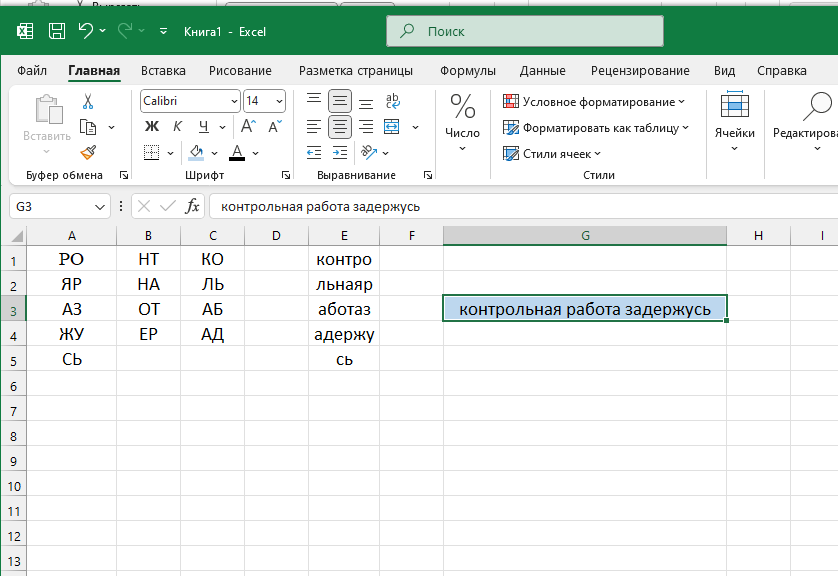 Книга1 - Excel
Поиск
Файл Главная Вставка Рисование Разметка страницы Формулы Данные Рецензирование Вид Справка
Вставить
Буфер обмена
Calibri 14
Ж К Ч А А
А
Шрифт
ab
Выравнивание
%
Число
Условное форматирование
Форматировать как таблицу
Стили ячеек
Стили
Ячейки
Редактирова
G3 fx контрольная работа задержусь
A B C D E F G H I
1 РО НТ КО контро
2 ЯР НА ЛЬ льнаяр
3 АЗ ОТ АБ аботаз контрольная работа задержусь
4 ЖУ ЕР АД адержу
5 СЬ сь
6
7
8
9
10
11
12
13